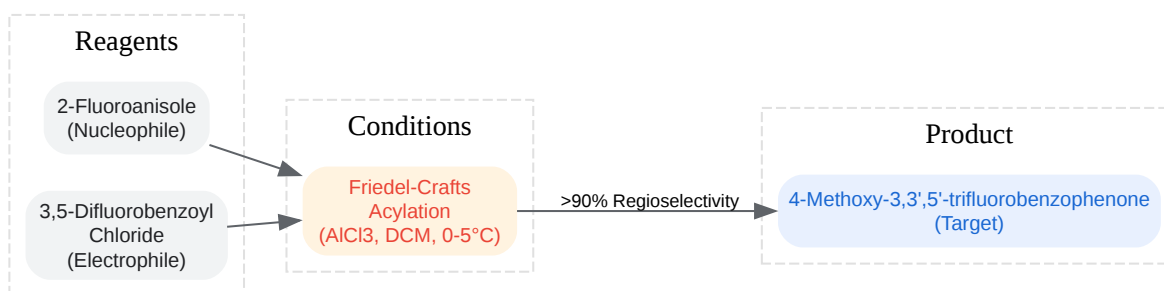 Reagents
2-Fluoroanisole
(Nucleophile)
3,5-Difluorobenzoyl
Chloride
(Electrophile)
Conditions
Friedel-Crafts
Acylation
(AlCl3, DCM, 0-5°C)
>90% Regioselectivity
Product
4-Methoxy-3,3',5'-trifluorobenzophenone
(Target)